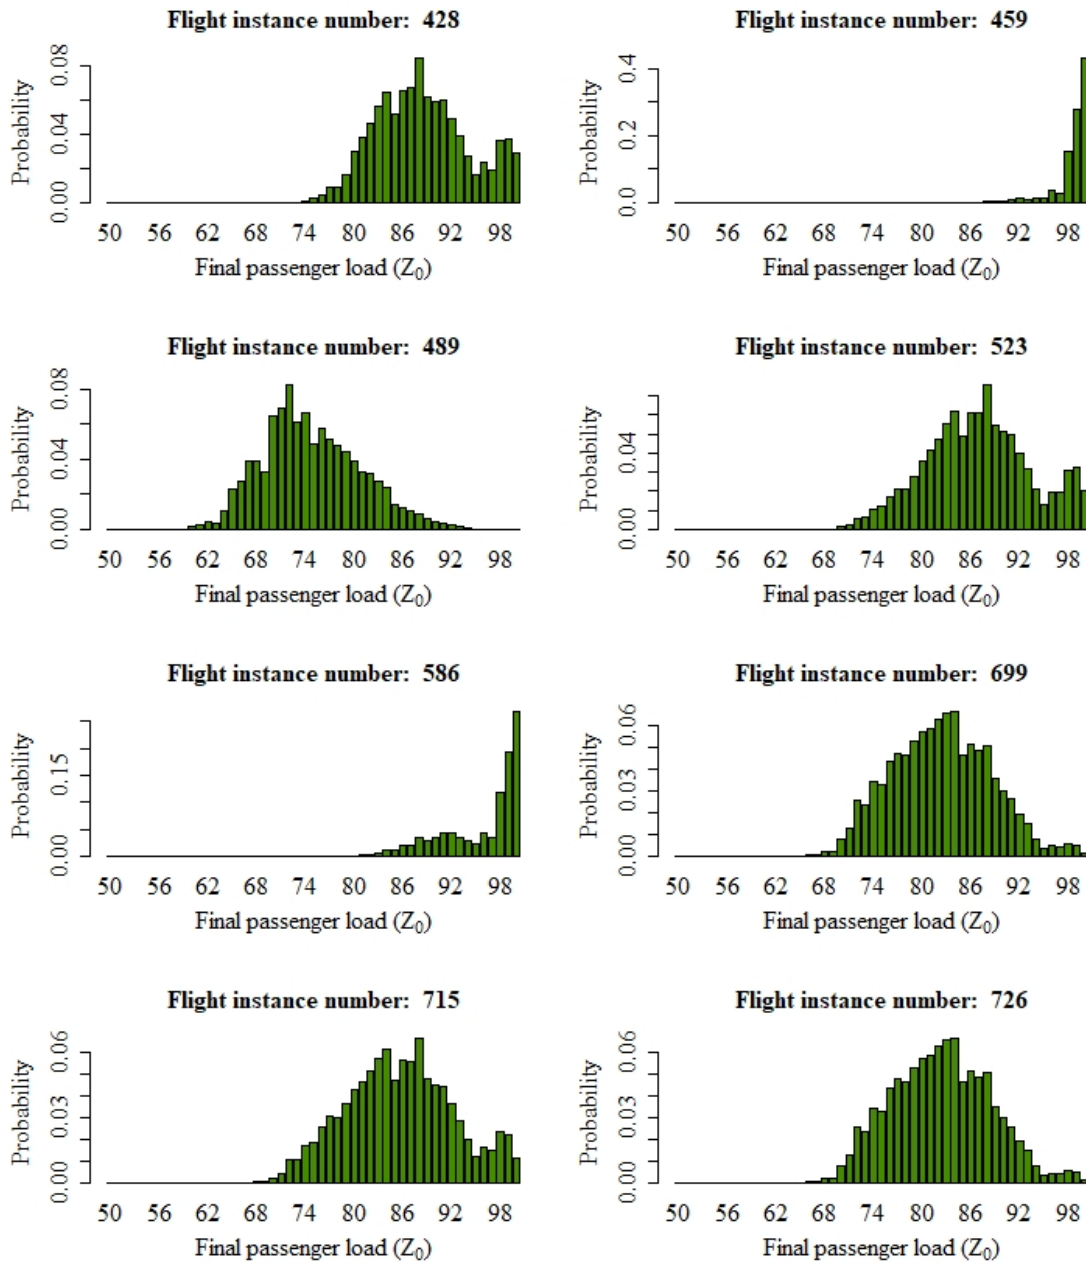 Flight instance number: 428
Probability
0.00 0.04 0.08
50 56 62 68 74 80 86 92 98
Final passenger load (Z₀)
Flight instance number: 459
Probability
0.0 0.2 0.4
50 56 62 68 74 80 86 92 98
Final passenger load (Z₀)
Flight instance number: 489
Probability
0.00 0.04 0.08
50 56 62 68 74 80 86 92 98
Final passenger load (Z₀)
Flight instance number: 523
Probability
0.00 0.04
50 56 62 68 74 80 86 92 98
Final passenger load (Z₀)
Flight instance number: 586
Probability
0.00 0.15
50 56 62 68 74 80 86 92 98
Final passenger load (Z₀)
Flight instance number: 699
Probability
0.00 0.03 0.06
50 56 62 68 74 80 86 92 98
Final passenger load (Z₀)
Flight instance number: 715
Probability
0.00 0.03 0.06
50 56 62 68 74 80 86 92 98
Final passenger load (Z₀)
Flight instance number: 726
Probability
0.00 0.03 0.06
50 56 62 68 74 80 86 92 98
Final passenger load (Z₀)